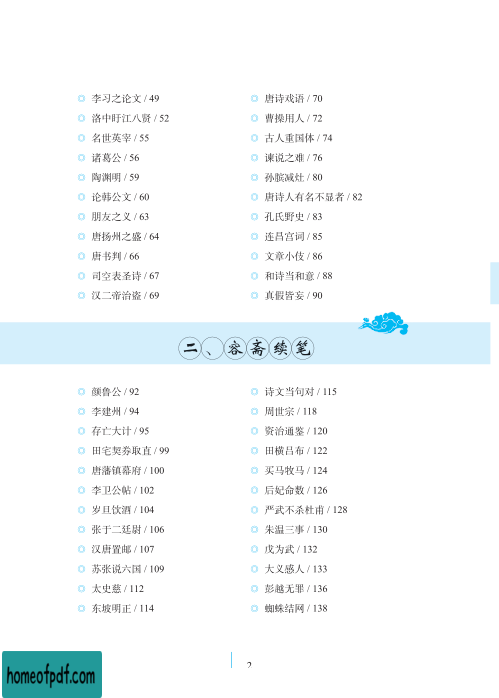 李习之论文 / 49
洛中盱江八贤 / 52
名世英宰 / 55
诸葛公 / 56
陶渊明 / 59
论韩公文 / 60
朋友之义 / 63
唐扬州之盛 / 64
唐书判 / 66
司空表圣诗 / 67
汉二帝治盗 / 69
唐诗戏语 / 70
曹操用人 / 72
古人重国体 / 74
谏说之难 / 76
孙膑减灶 / 80
唐诗人有名不显者 / 82
孔氏野史 / 83
连昌宫词 / 85
文章小伎 / 86
和诗当和意 / 88
真假皆妄 / 90
二、容斋续笔
颜鲁公 / 92
李建州 / 94
存亡大计 / 95
田宅契券取直 / 99
唐藩镇幕府 / 100
李卫公帖 / 102
岁旦饮酒 / 104
张于二廷尉 / 106
汉唐置邮 / 107
苏张说六国 / 109
太史慈 / 112
东坡明正 / 114
诗文当句对 / 115
周世宗 / 118
资治通鉴 / 120
田横吕布 / 122
买马牧马 / 124
后妃命数 / 126
严武不杀杜甫 / 128
朱温三事 / 130
戊为武 / 132
大义感人 / 133
彭越无罪 / 136
蜘蛛结网 / 138
2
homeofpdf.com